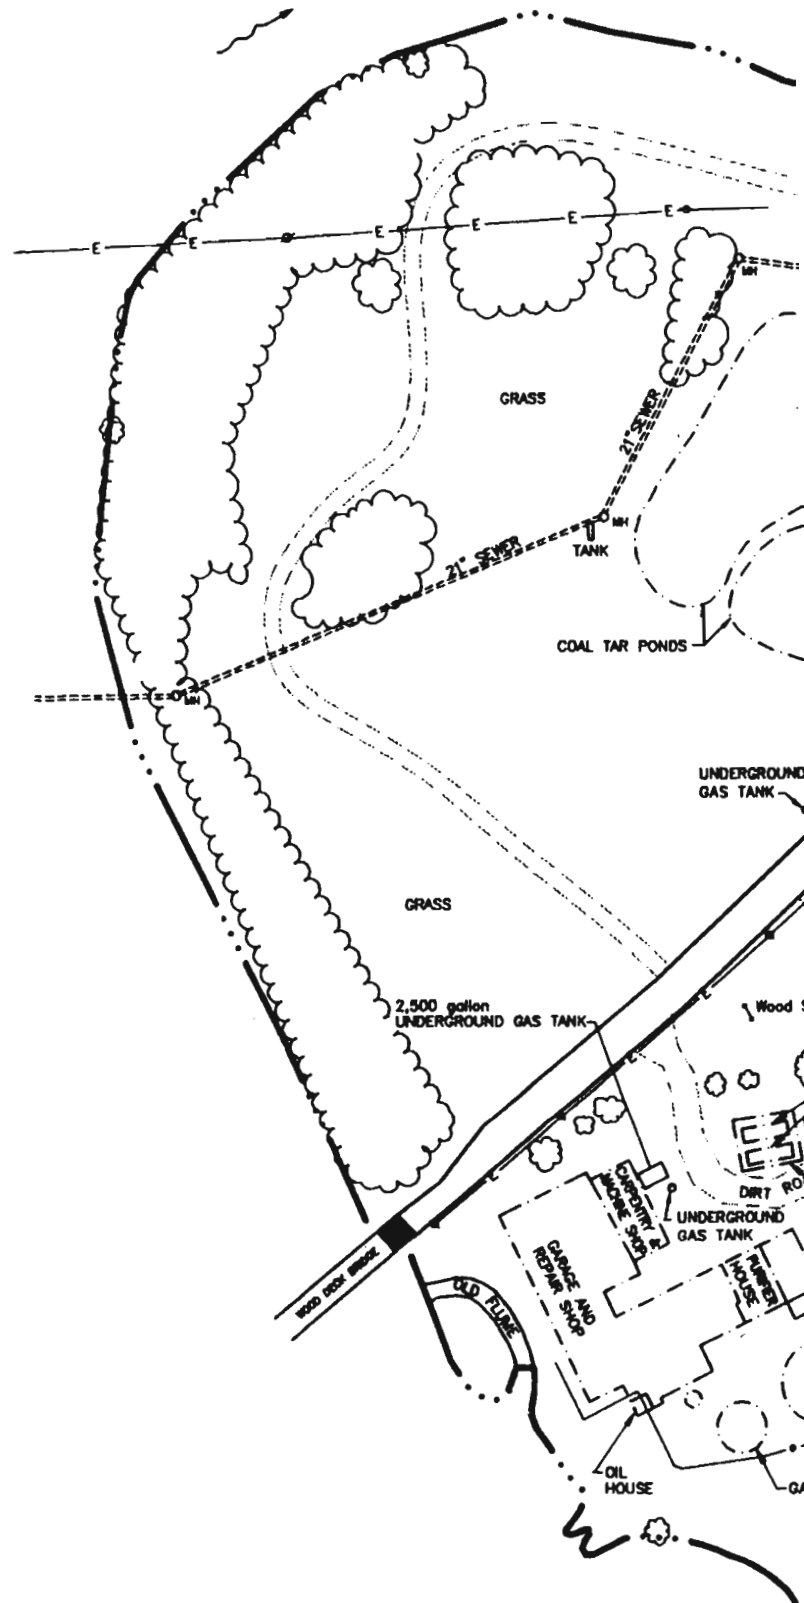 E E E E E E E
MH
GRASS
21" SEWER
MH
TANK
21" SEWER
COAL TAR PONDS
MH
UNDERGROUND
GAS TANK
GRASS
E
2,500 gallon
UNDERGROUND GAS TANK
Wood S
E
E
DIRT RO
CARPENTRY &
MACHINE SHOP
UNDERGROUND
GAS TANK
GARAGE AND
REPAIR SHOP
PURIFIER
HOUSE
WOOD DECK BRIDGE
OLD FLUME
OIL
HOUSE
GA